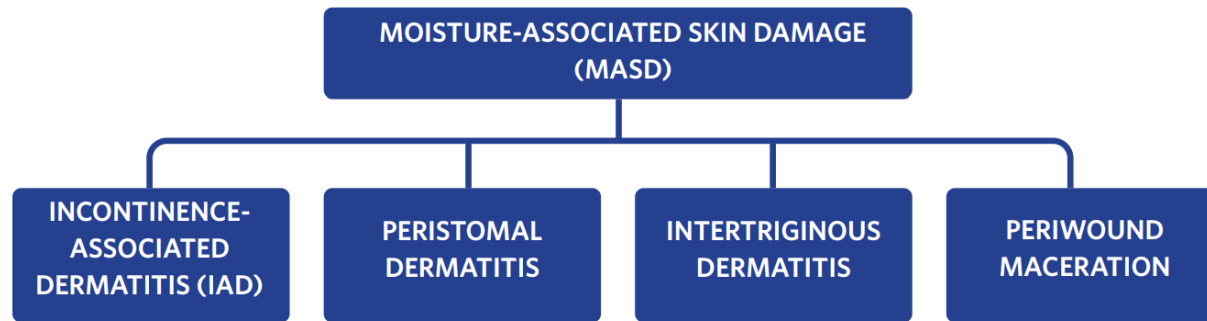 MOISTURE-ASSOCIATED SKIN DAMAGE
(MASD)
INCONTINENCE-
ASSOCIATED
DERMATITIS (IAD)
PERISTOMAL
DERMATITIS
INTERTRIGINOUS
DERMATITIS
PERIWOUND
MACERATION